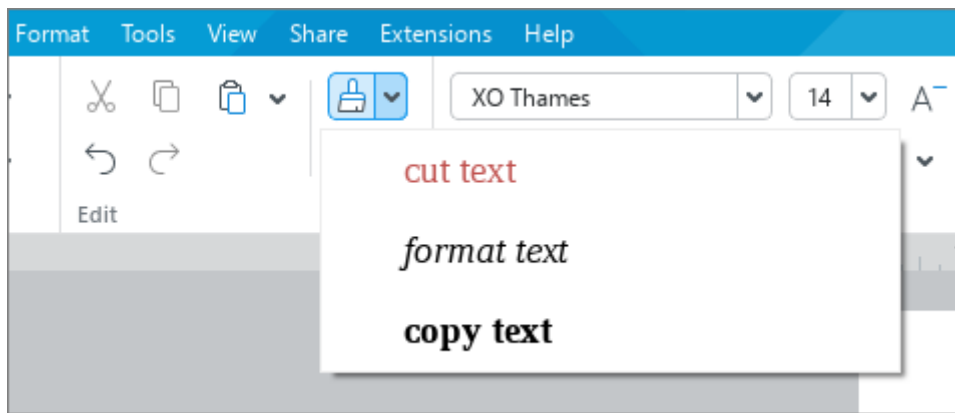 Format Tools View Share Extensions Help
XO Thames 14 A
cut text
Edit
format text
copy text